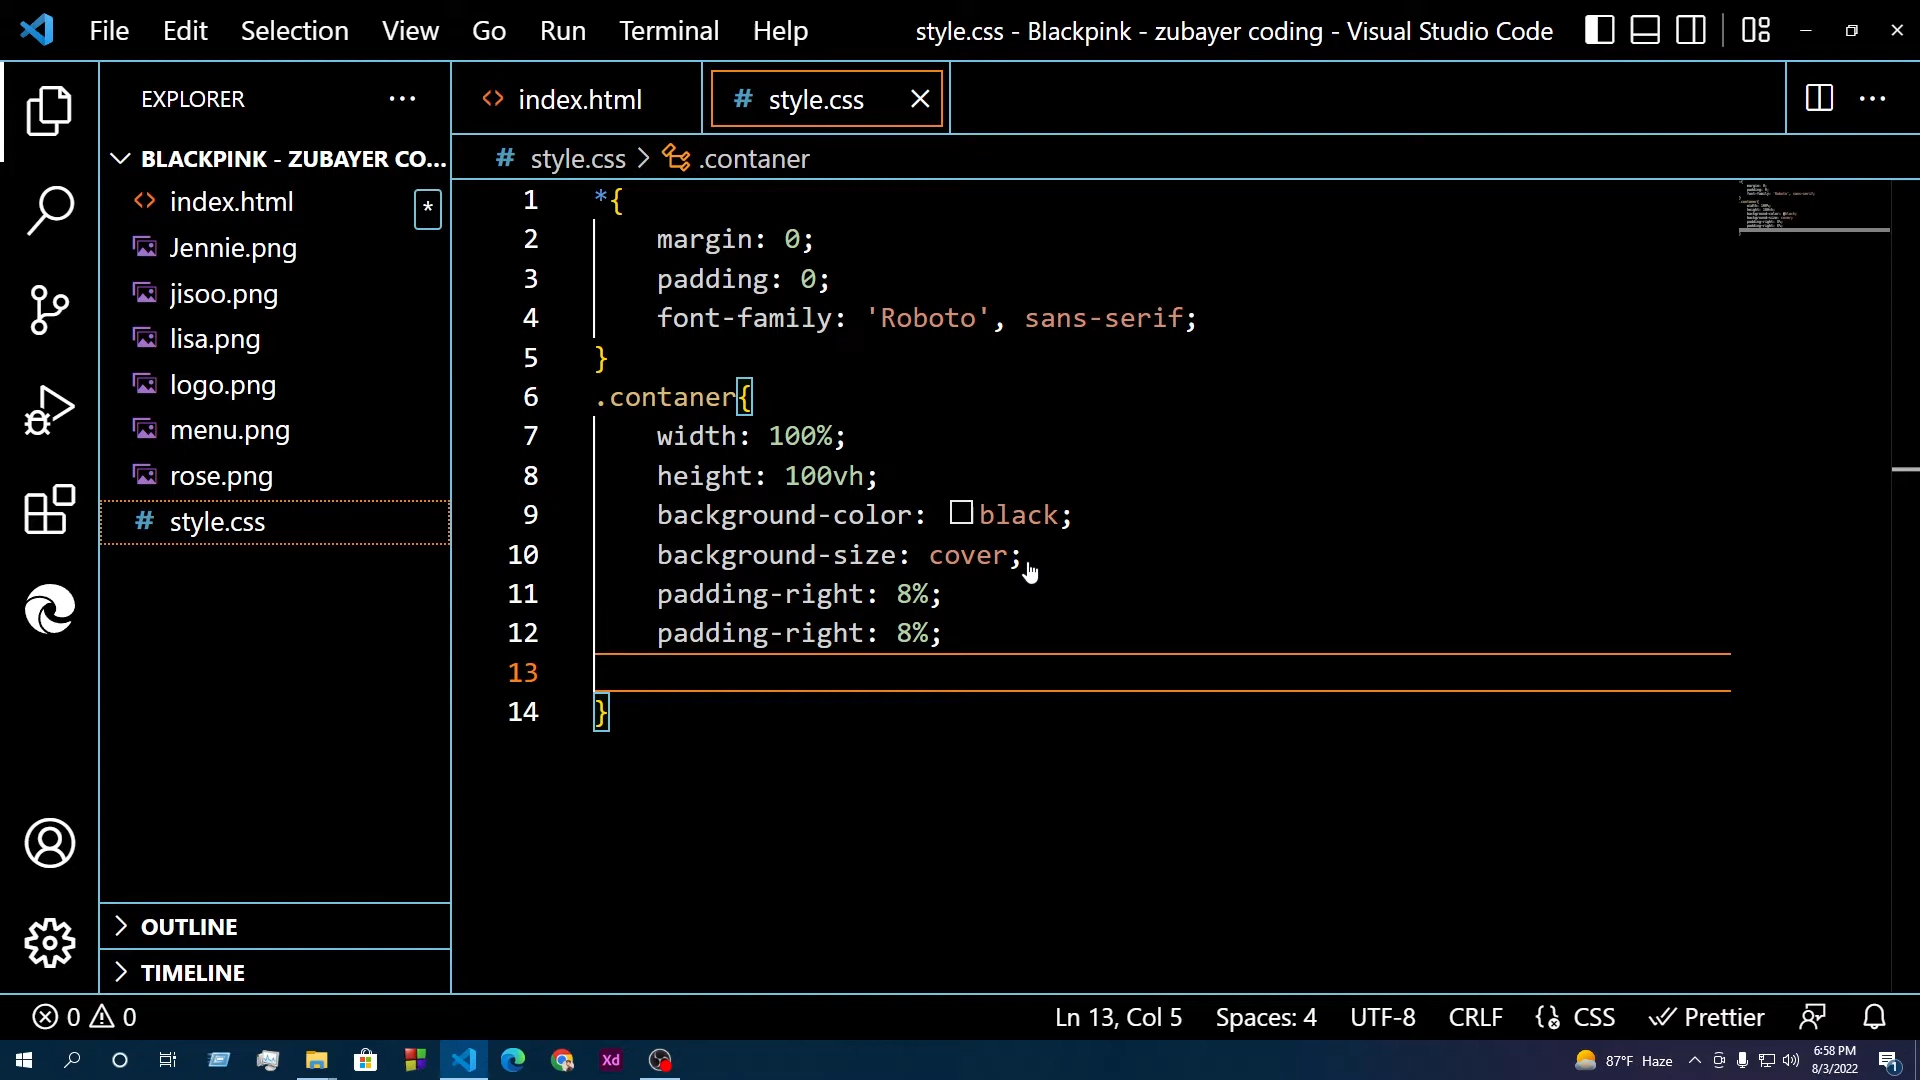 File Edit Selection View Go Run Terminal Help style.css - Blackpink - zubayer coding - Visual Studio Code
EXPLORER
index.html
# style.css
BLACKPINK - ZUBAYER CO...
# style.css > .contaner
index.html *
Jennie.png
jisoo.png
lisa.png
logo.png
menu.png
rose.png
# style.css
1 *{
2 margin: 0;
3 padding: 0;
4 font-family: 'Roboto', sans-serif;
5 }
6 .contaner{
7 width: 100%;
8 height: 100vh;
9 background-color: black;
10 background-size: cover;
11 padding-right: 8%;
12 padding-right: 8%;
13
14 }
OUTLINE
TIMELINE
0 0 Ln 13, Col 5 Spaces: 4 UTF-8 CRLF CSS Prettier
Xd
87°F Haze
6:58 PM
8/3/2022
1